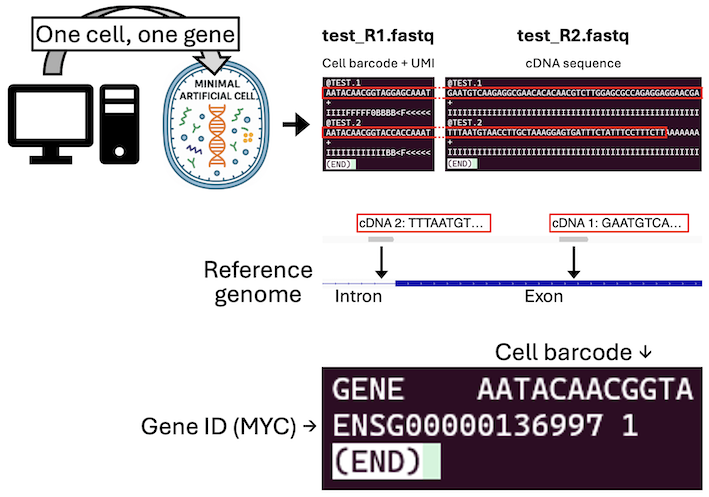 One cell, one gene
MINIMAL
ARTIFICIAL CELL
test_R1.fastq
Cell barcode + UMI
@TEST.1
AATACAACGGTAGGAGCAAAT
+
IIIIFFFFF0BBBB<F<<<<<
@TEST.2
AATACAACGGTACCACCAAAT
+
IIIIIIIIIIIIBB<F<<<<<
(END)
test_R2.fastq
cDNA sequence
@TEST.1
GAATGTCAAGAGGCGAACACACAACGTCTTGGAGCGCCAGAGGAGGAACGA
+
IIIIIIIIIIIIIIIIIIIIIIIIIIIIIIIIIIIIIIIIIIIIIIIIIII
@TEST.2
TTTAATGTAACCTTGCTAAAGGAGTGATTTCTATTTCCTTTCTTAAAAAAA
+
IIIIIIIIIIIIIIIIIIIIIIIIIIIIIIIIIIIIIIIIIIIIIIIIIII
(END)
cDNA 2: TTTAATGT...
cDNA 1: GAATGTCA...
Reference
genome
Intron
Exon
Cell barcode ↓
GENE AATACAACGGTA
Gene ID (MYC) →
ENSG00000136997 1
(END)